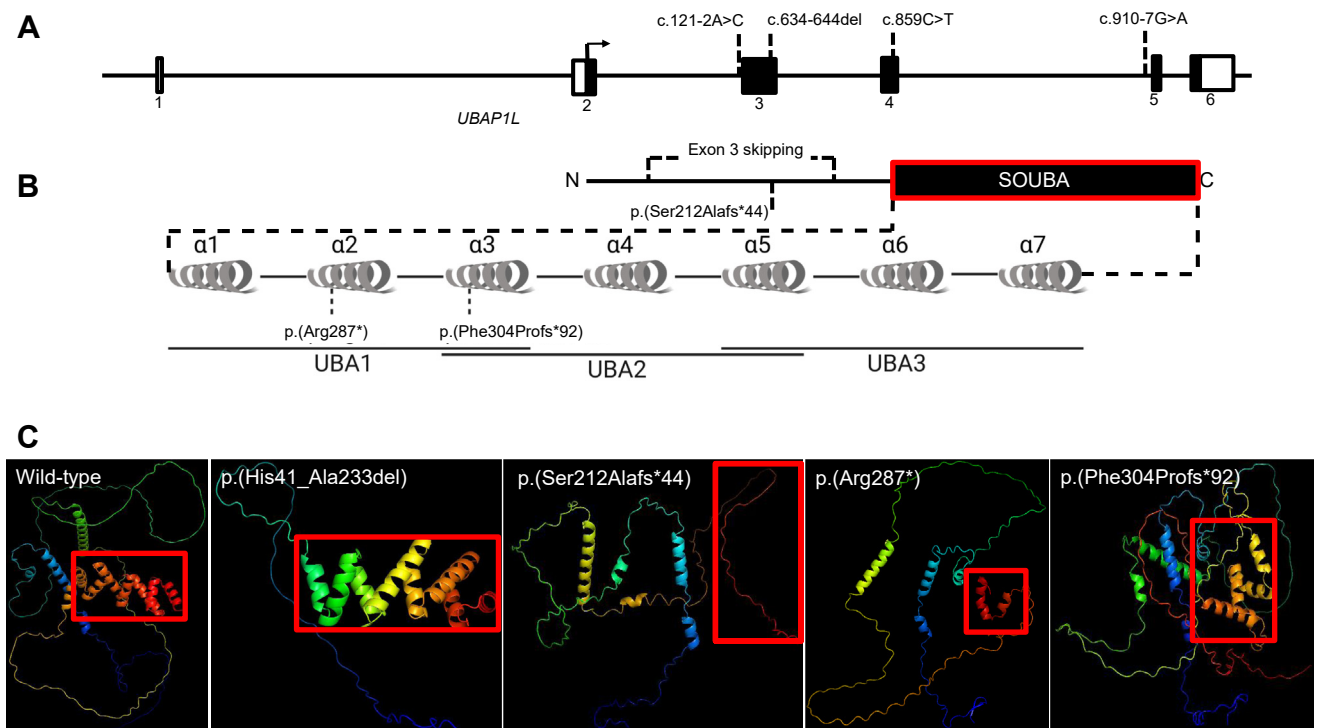 A
c.121-2A>C
c.634-644del
c.859C>T
c.910-7G>A
1
2
3
4
5
6
UBAP1L
B
Exon 3 skipping
N
SOUBA
C
p.(Ser212Alafs*44)
α1
α2
α3
α4
α5
α6
α7
p.(Arg287*)
p.(Phe304Profs*92)
UBA1
UBA2
UBA3
C
Wild-type
p.(His41_Ala233del)
p.(Ser212Alafs*44)
p.(Arg287*)
p.(Phe304Profs*92)